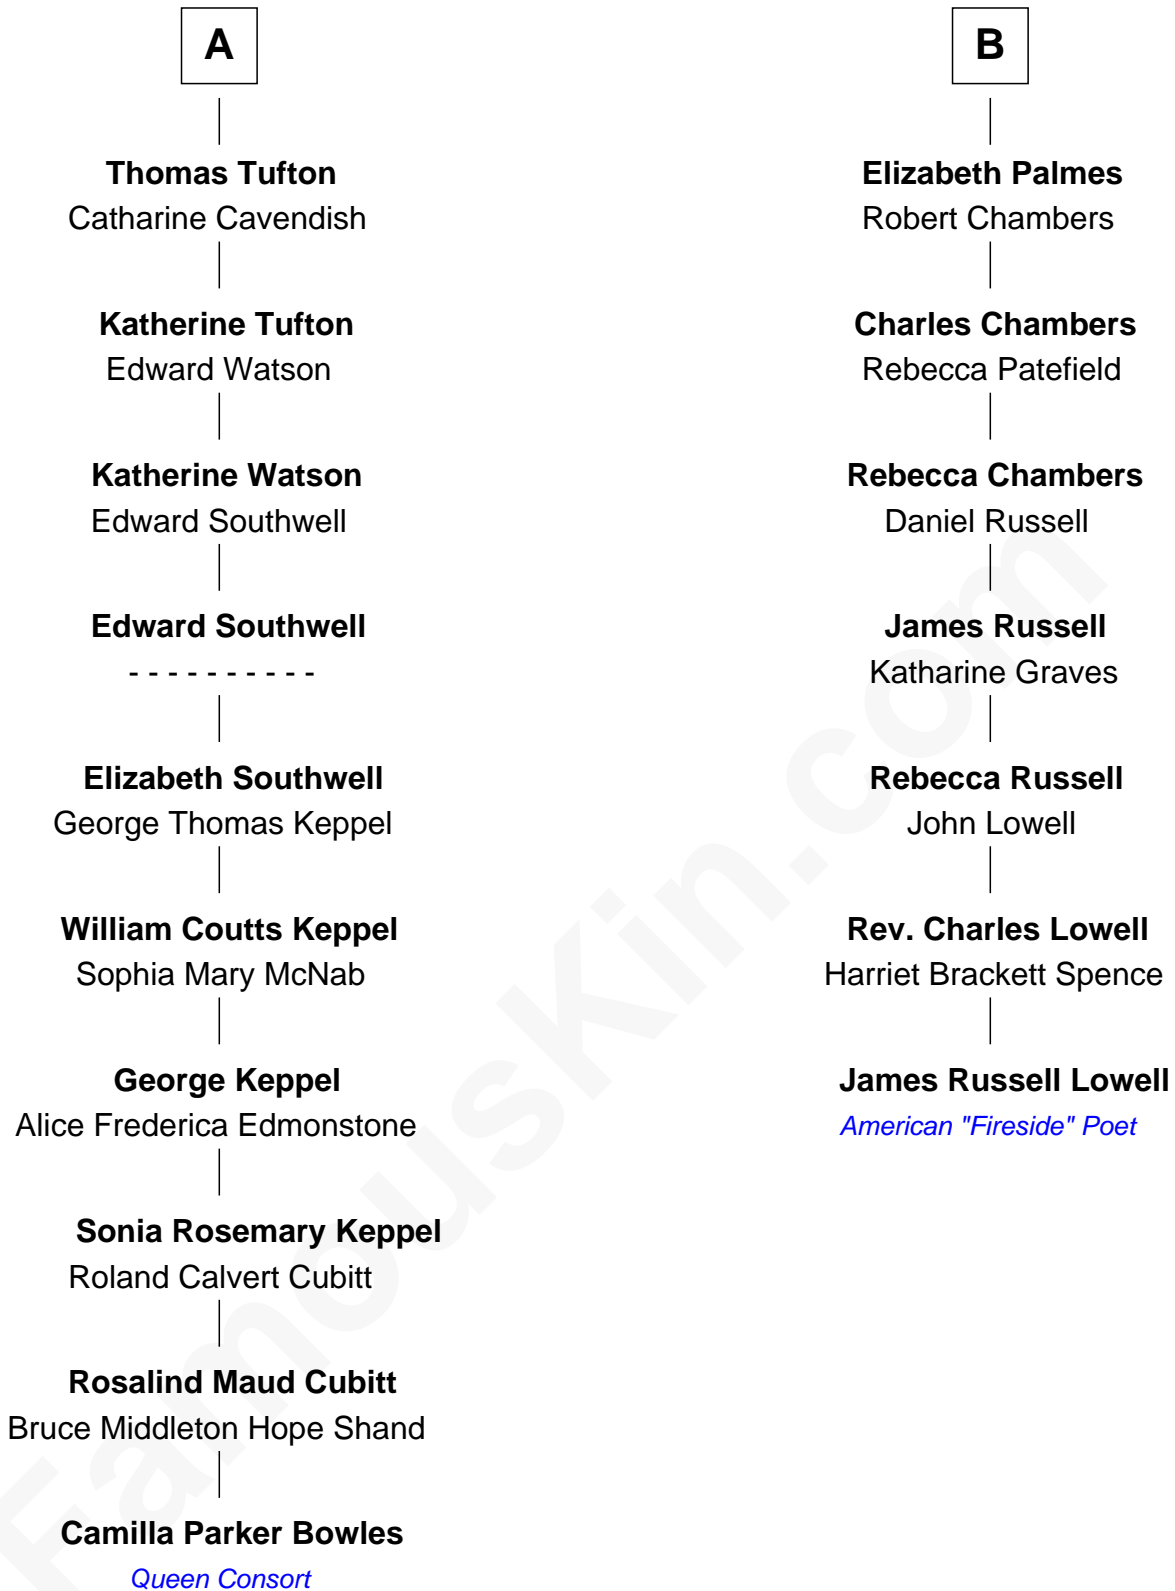 A
Thomas Tufton
Catharine Cavendish
Katherine Tufton
Edward Watson
Katherine Watson
Edward Southwell
Edward Southwell
- - - - - - - - - -
Elizabeth Southwell
George Thomas Keppel
William Coutts Keppel
Sophia Mary McNab
George Keppel
Alice Frederica Edmonstone
Sonia Rosemary Keppel
Roland Calvert Cubitt
Rosalind Maud Cubitt
Bruce Middleton Hope Shand
Camilla Parker Bowles
Queen Consort
B
Elizabeth Palmes
Robert Chambers
Charles Chambers
Rebecca Patefield
Rebecca Chambers
Daniel Russell
James Russell
Katharine Graves
Rebecca Russell
John Lowell
Rev. Charles Lowell
Harriet Brackett Spence
James Russell Lowell
American "Fireside" Poet
FamousKin.com